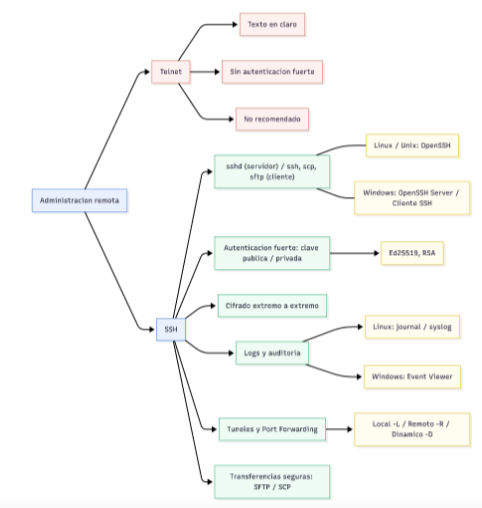 Texto en claro
Telnet
Sin autenticacion fuerte
No recomendado
Administracion remota
sshd (servidor) / ssh, scp,
sftp (cliente)
Linux / Unix: OpenSSH
Windows: OpenSSH Server /
Cliente SSH
Autenticacion fuerte: clave
publica / privada
Ed25519, RSA
Cifrado extremo a extremo
SSH
Logs y auditoria
Linux: journal / syslog
Windows: Event Viewer
Tuneles y Port Forwarding
Local -L / Remoto -R /
Dinamico -D
Transferencias seguras:
SFTP / SCP